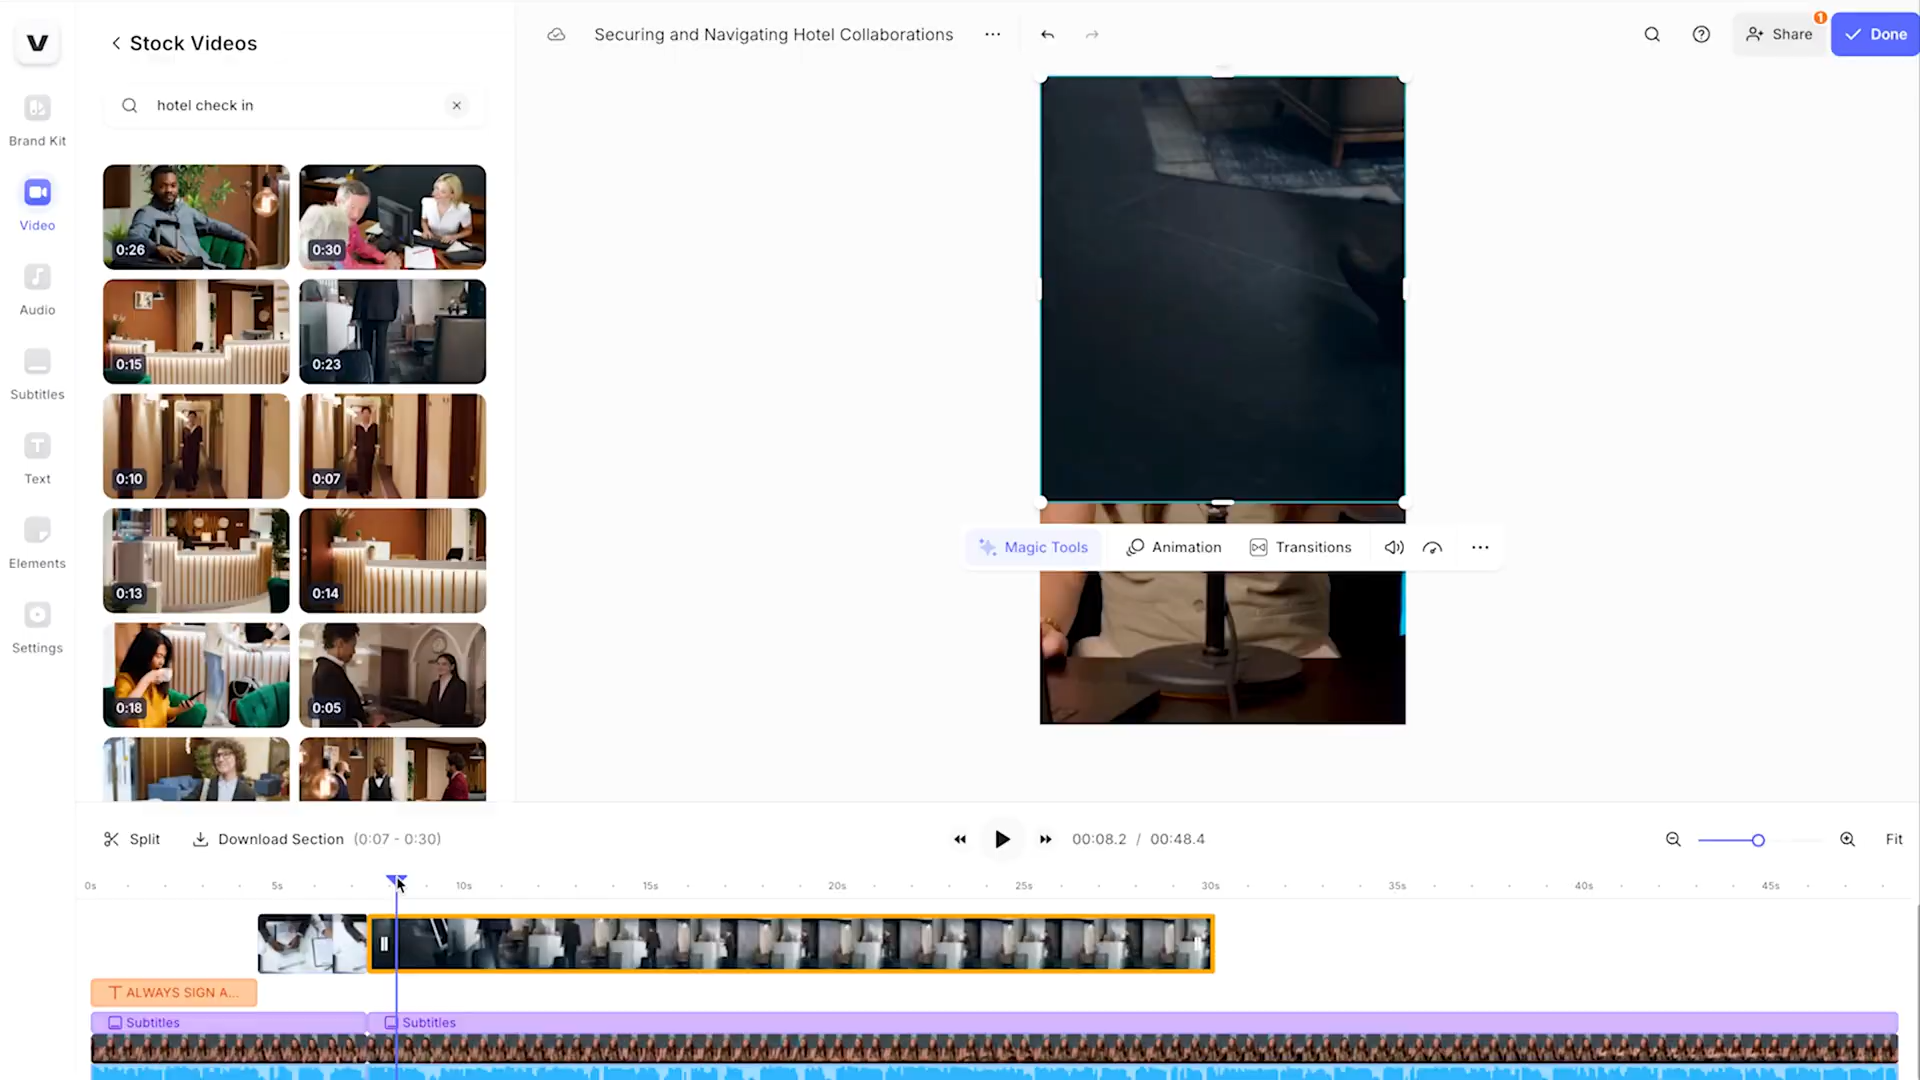 V
Stock Videos
Securing and Navigating Hotel Collaborations
1
Share
Done
hotel check in
Brand Kit
Video
Audio
Subtitles
Text
Elements
Settings
0:26
0:30
0:15
0:23
0:10
0:07
0:13
0:14
0:18
0:05
Magic Tools
Animation
Transitions
Split
Download Section (0:07 - 0:30)
00:08.2 / 00:48.4
Fit
0s 5s 10s 15s 20s 25s 30s 35s 40s 45s
T ALWAYS SIGN A...
Subtitles
Subtitles